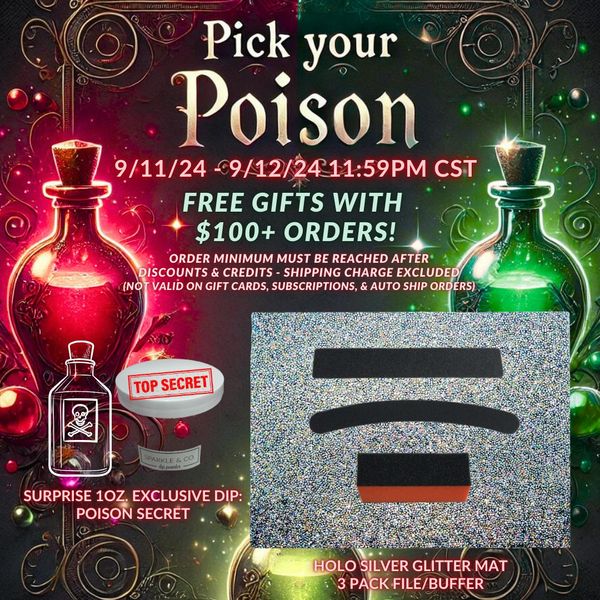 Pick your
Poison
9/11/24 - 9/12/24 11:59PM CST
FREE GIFTS WITH
$100+ ORDERS!
ORDER MINIMUM MUST BE REACHED AFTER
DISCOUNTS & CREDITS - SHIPPING CHARGE EXCLUDED
(NOT VALID ON GIFT CARDS, SUBSCRIPTIONS, & AUTO SHIP ORDERS)
TOP SECRET
SPARKLE & CO.
dip powder
SURPRISE 1OZ. EXCLUSIVE DIP:
POISON SECRET
HOLO SILVER GLITTER MAT
3 PACK FILE/BUFFER